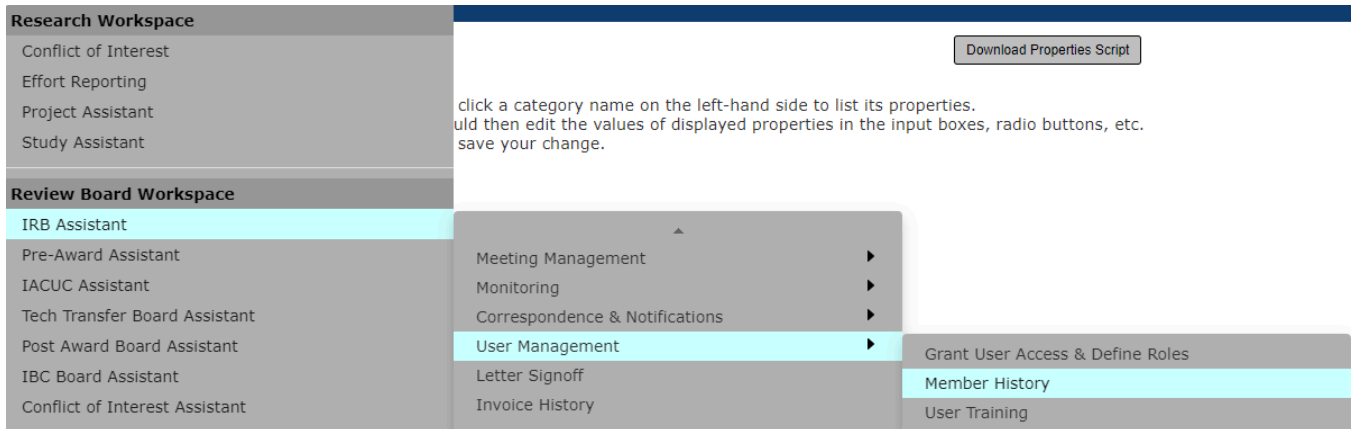 Research Workspace
Conflict of Interest
Effort Reporting
Project Assistant
Study Assistant
Review Board Workspace
IRB Assistant
Pre-Award Assistant
IACUC Assistant
Tech Transfer Board Assistant
Post Award Board Assistant
IBC Board Assistant
Conflict of Interest Assistant
Download Properties Script
click a category name on the left-hand side to list its properties.
uld then edit the values of displayed properties in the input boxes, radio buttons, etc.
save your change.
Meeting Management
Monitoring
Correspondence & Notifications
User Management
Letter Signoff
Invoice History
Grant User Access & Define Roles
Member History
User Training